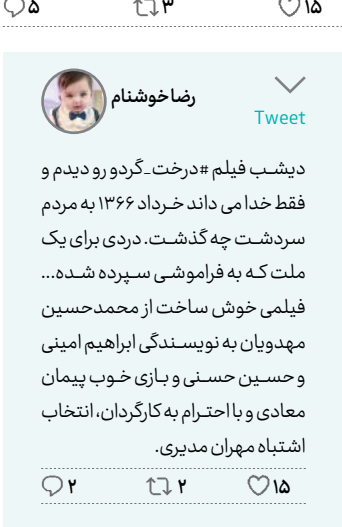 ۵ ۳ ۱۵
رضا خوشنام
Tweet
دیشب فیلم #درخت_گردو رو دیدم و
فقط خدا می داند خرداد ۱۳۶۶ به مردم
سردشت چه گذشت. دردی برای یک
ملت که به فراموشی سپرده شده...
فیلمی خوش ساخت از محمدحسین
مهدویان به نویسندگی ابراهیم امینی
و حسین حسنی و بازی خوب پیمان
معادی و با احترام به کارگردان، انتخاب
اشتباه مهران مدیری.
۲ ۲ ۱۵